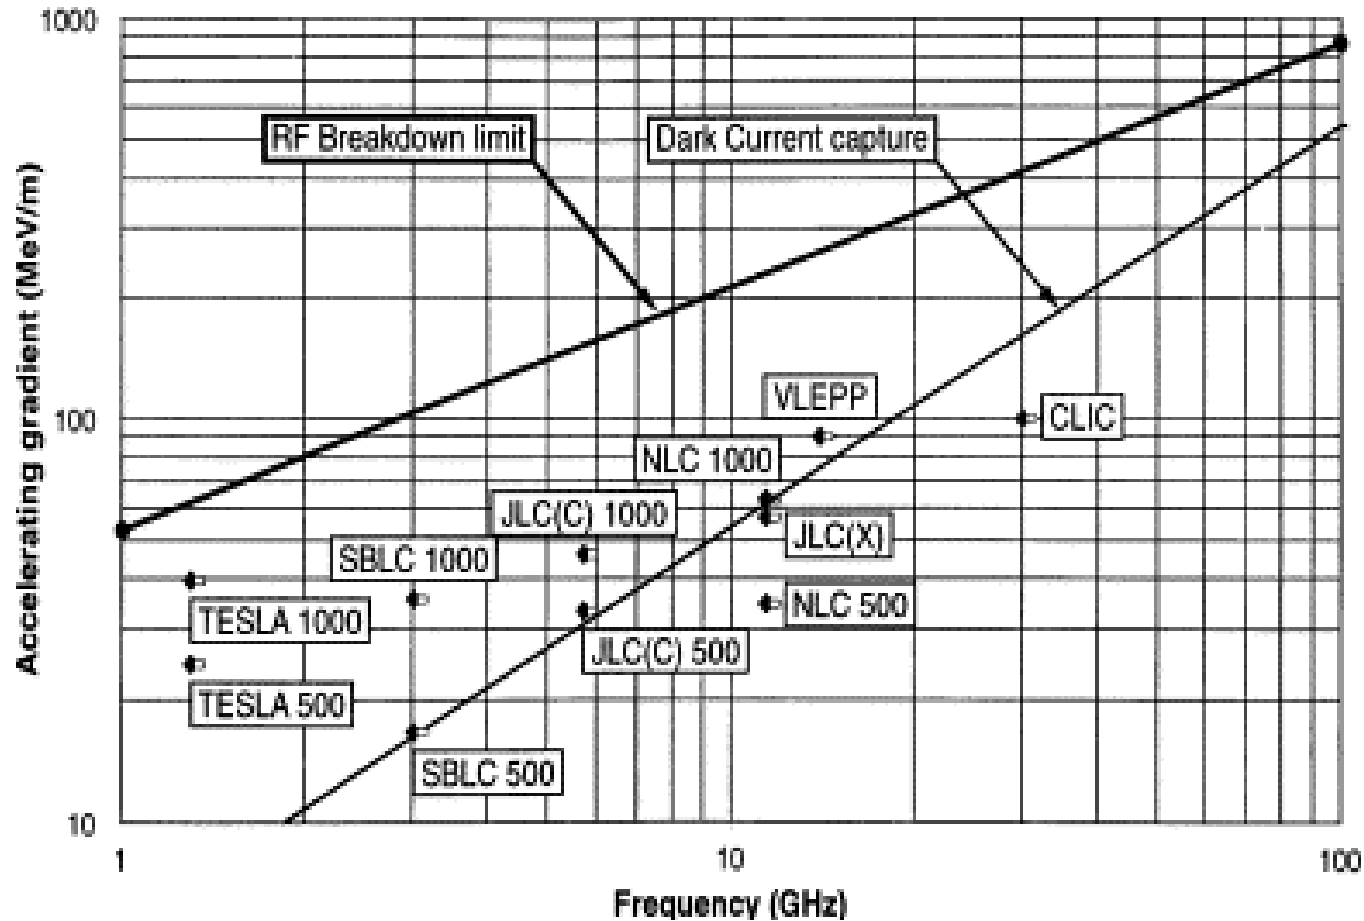 1000
RF Breakdown limit
Dark Current capture
Accelerating gradient (MeV/m)
VLEPP
100
CLIC
NLC 1000
JLC(C) 1000
JLC(X)
SBLC 1000
NLC 500
TESLA 1000
JLC(C) 500
TESLA 500
SBLC 500
10
1
10
100
Frequency (GHz)